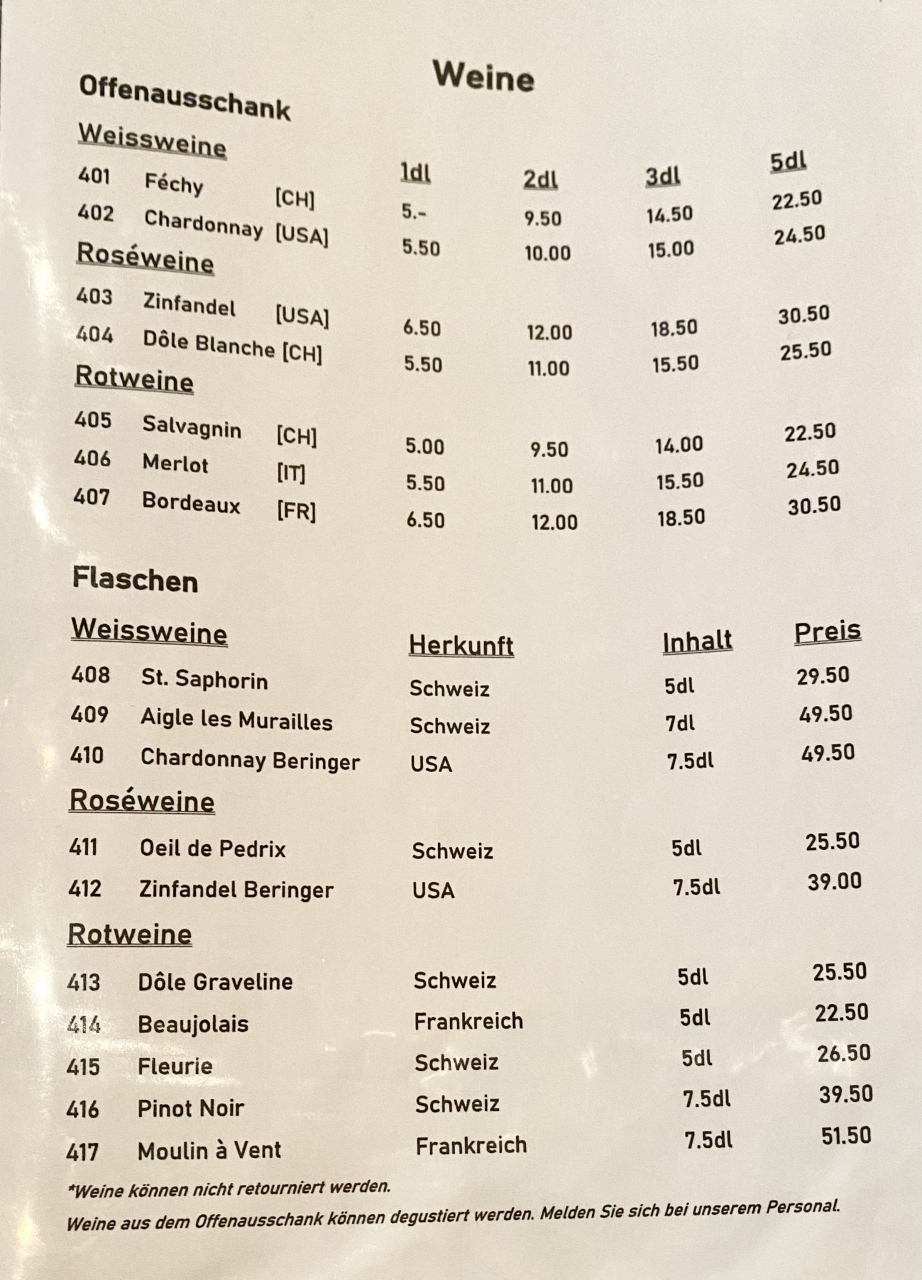 Weine
Offenausschank
Weissweine 1dl 2dl 3dl 5dl
401 Féchy [CH] 5.- 9.50 14.50 22.50
402 Chardonnay [USA] 5.50 10.00 15.00 24.50
Roséweine
403 Zinfandel [USA] 6.50 12.00 18.50 30.50
404 Dôle Blanche [CH] 5.50 11.00 15.50 25.50
Rotweine
405 Salvagnin [CH] 5.00 9.50 14.00 22.50
406 Merlot [IT] 5.50 11.00 15.50 24.50
407 Bordeaux [FR] 6.50 12.00 18.50 30.50
Flaschen
Weissweine Herkunft Inhalt Preis
408 St. Saphorin Schweiz 5dl 29.50
409 Aigle les Murailles Schweiz 7dl 49.50
410 Chardonnay Beringer USA 7.5dl 49.50
Roséweine
411 Oeil de Pedrix Schweiz 5dl 25.50
412 Zinfandel Beringer USA 7.5dl 39.00
Rotweine
413 Dôle Graveline Schweiz 5dl 25.50
414 Beaujolais Frankreich 5dl 22.50
415 Fleurie Schweiz 5dl 26.50
416 Pinot Noir Schweiz 7.5dl 39.50
417 Moulin à Vent Frankreich 7.5dl 51.50
*Weine können nicht retourniert werden.
Weine aus dem Offenausschank können degustiert werden. Melden Sie sich bei unserem Personal.